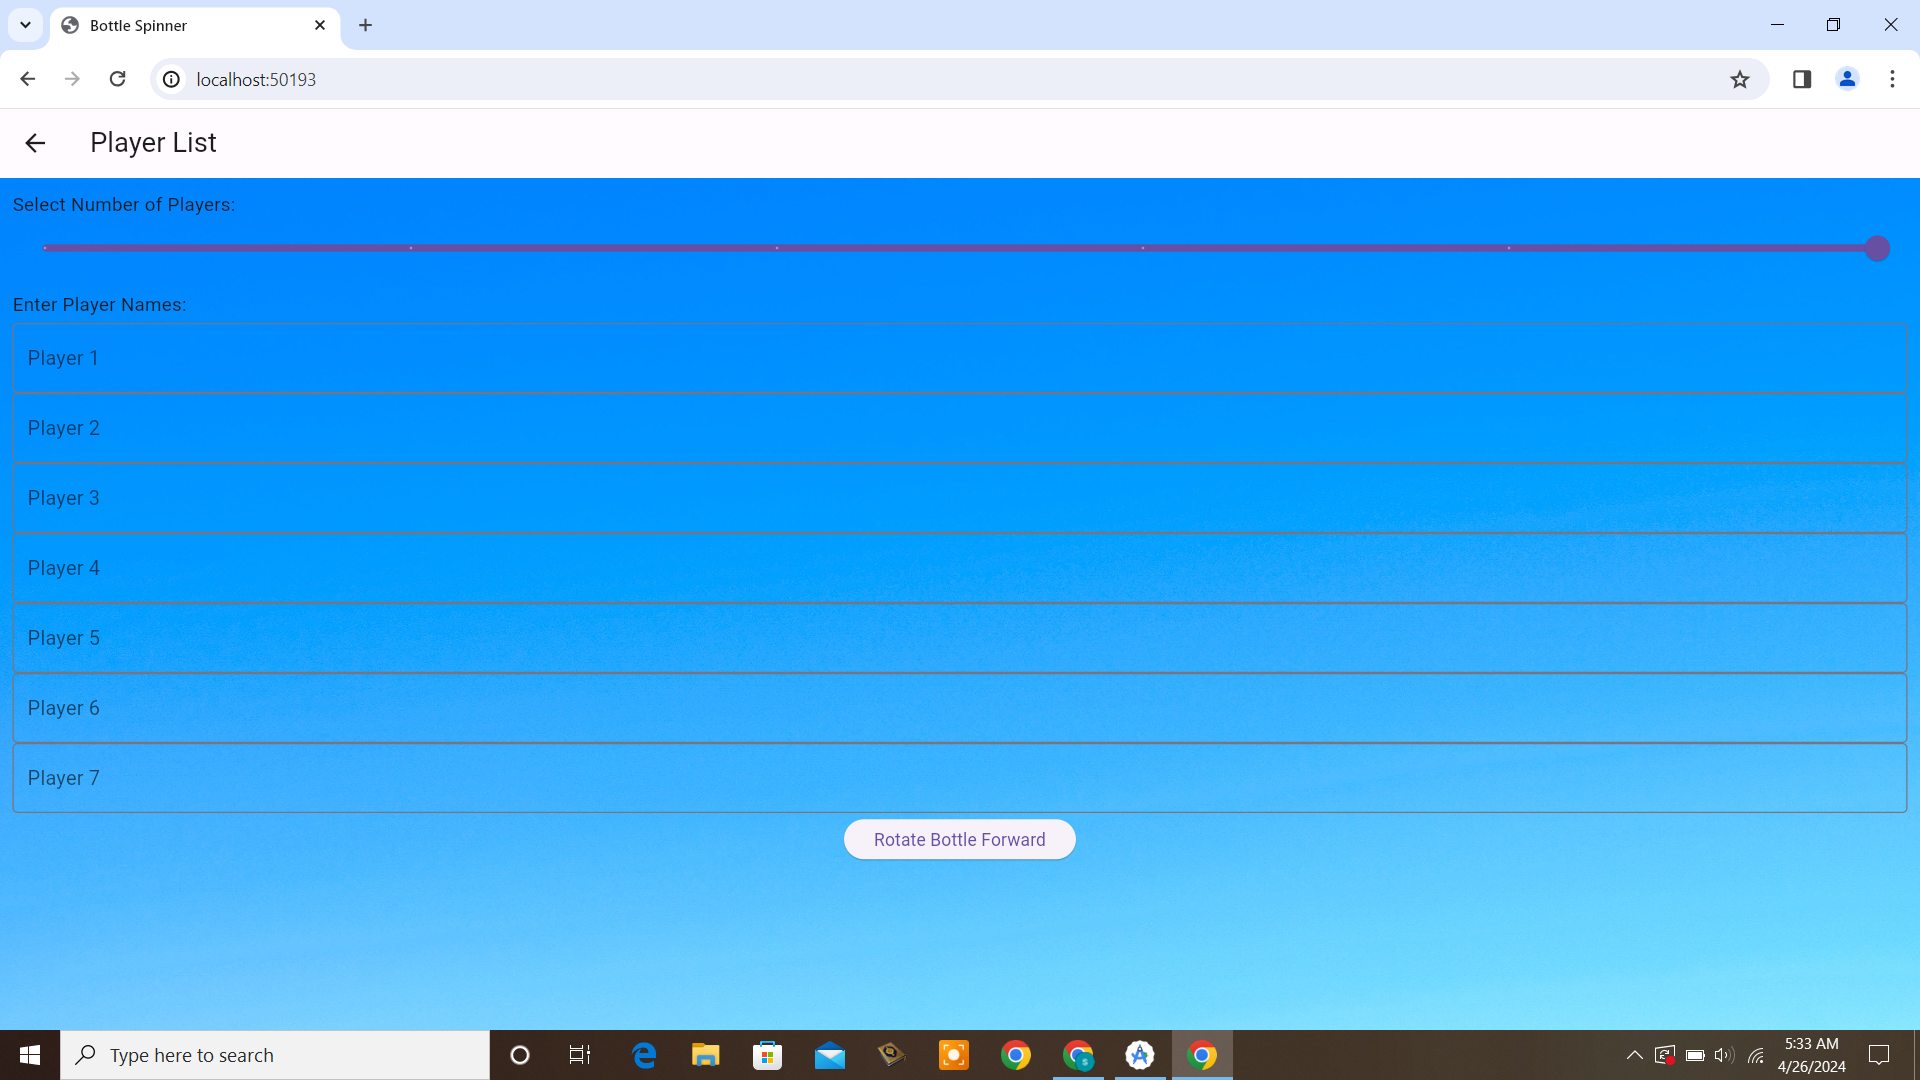 Bottle Spinner
localhost:50193
Player List
Select Number of Players:
Enter Player Names:
Player 1
Player 2
Player 3
Player 4
Player 5
Player 6
Player 7
Rotate Bottle Forward
Type here to search
5:33 AM
4/26/2024